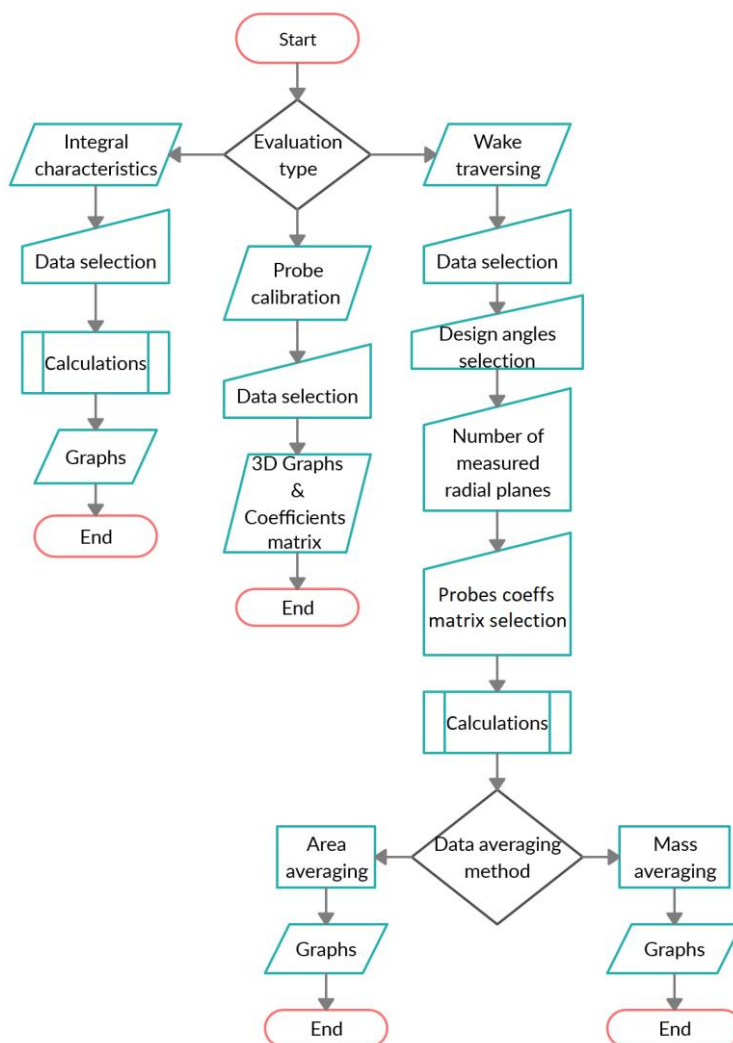 Start
Evaluation
type
Integral
characteristics
Data selection
Calculations
Graphs
End
Probe
calibration
Data selection
3D Graphs
&
Coefficients
matrix
End
Wake
traversing
Data selection
Design angles
selection
Number of
measured
radial planes
Probes coeffs
matrix selection
Calculations
Data averaging
method
Area
averaging
Graphs
End
Mass
averaging
Graphs
End